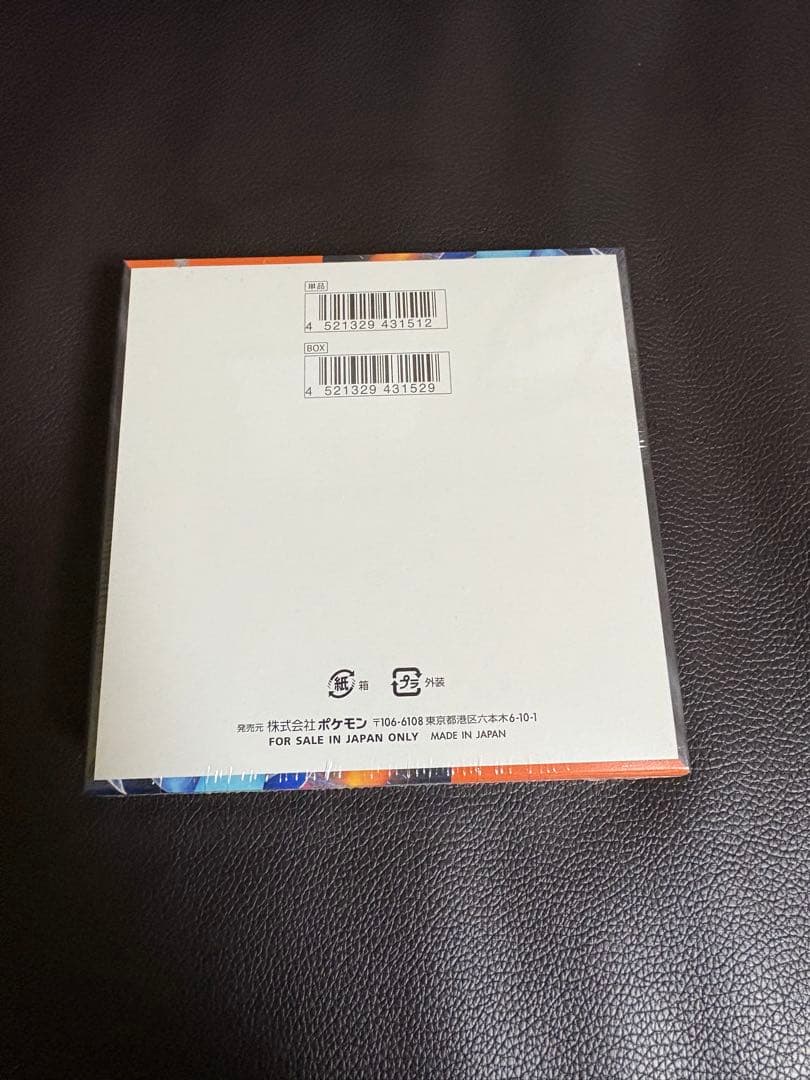 単品
4 521329 431512
BOX
4 521329 431529
紙 箱 プラ 外装
発売元 株式会社ポケモン 〒106-6108 東京都港区六本木6-10-1
FOR SALE IN JAPAN ONLY MADE IN JAPAN